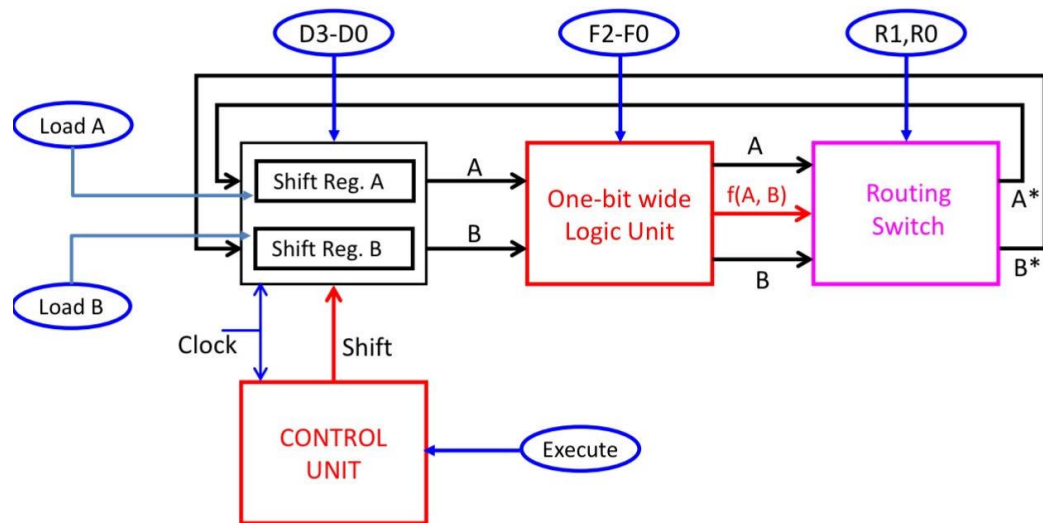 D3-D0
F2-F0
R1,R0
Load A
Shift Reg. A
A
One-bit wide
Logic Unit
A
f(A, B)
Routing
Switch
A*
Shift Reg. B
B
B
B*
Load B
Clock
Shift
CONTROL
UNIT
Execute